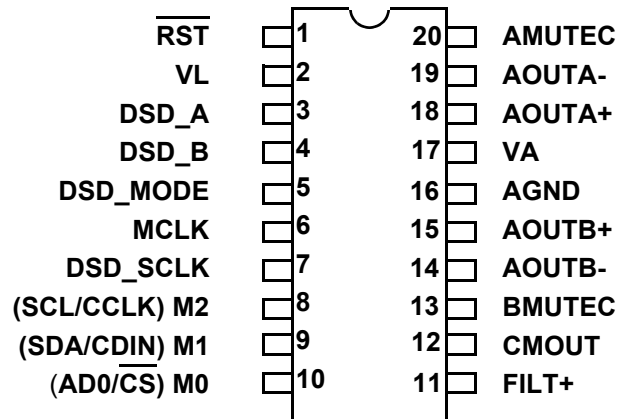 RST 1 20 AMUTEC
VL 2 19 AOUTA-
DSD_A 3 18 AOUTA+
DSD_B 4 17 VA
DSD_MODE 5 16 AGND
MCLK 6 15 AOUTB+
DSD_SCLK 7 14 AOUTB-
(SCL/CCLK) M2 8 13 BMUTEC
(SDA/CDIN) M1 9 12 CMOUT
(AD0/CS) M0 10 11 FILT+